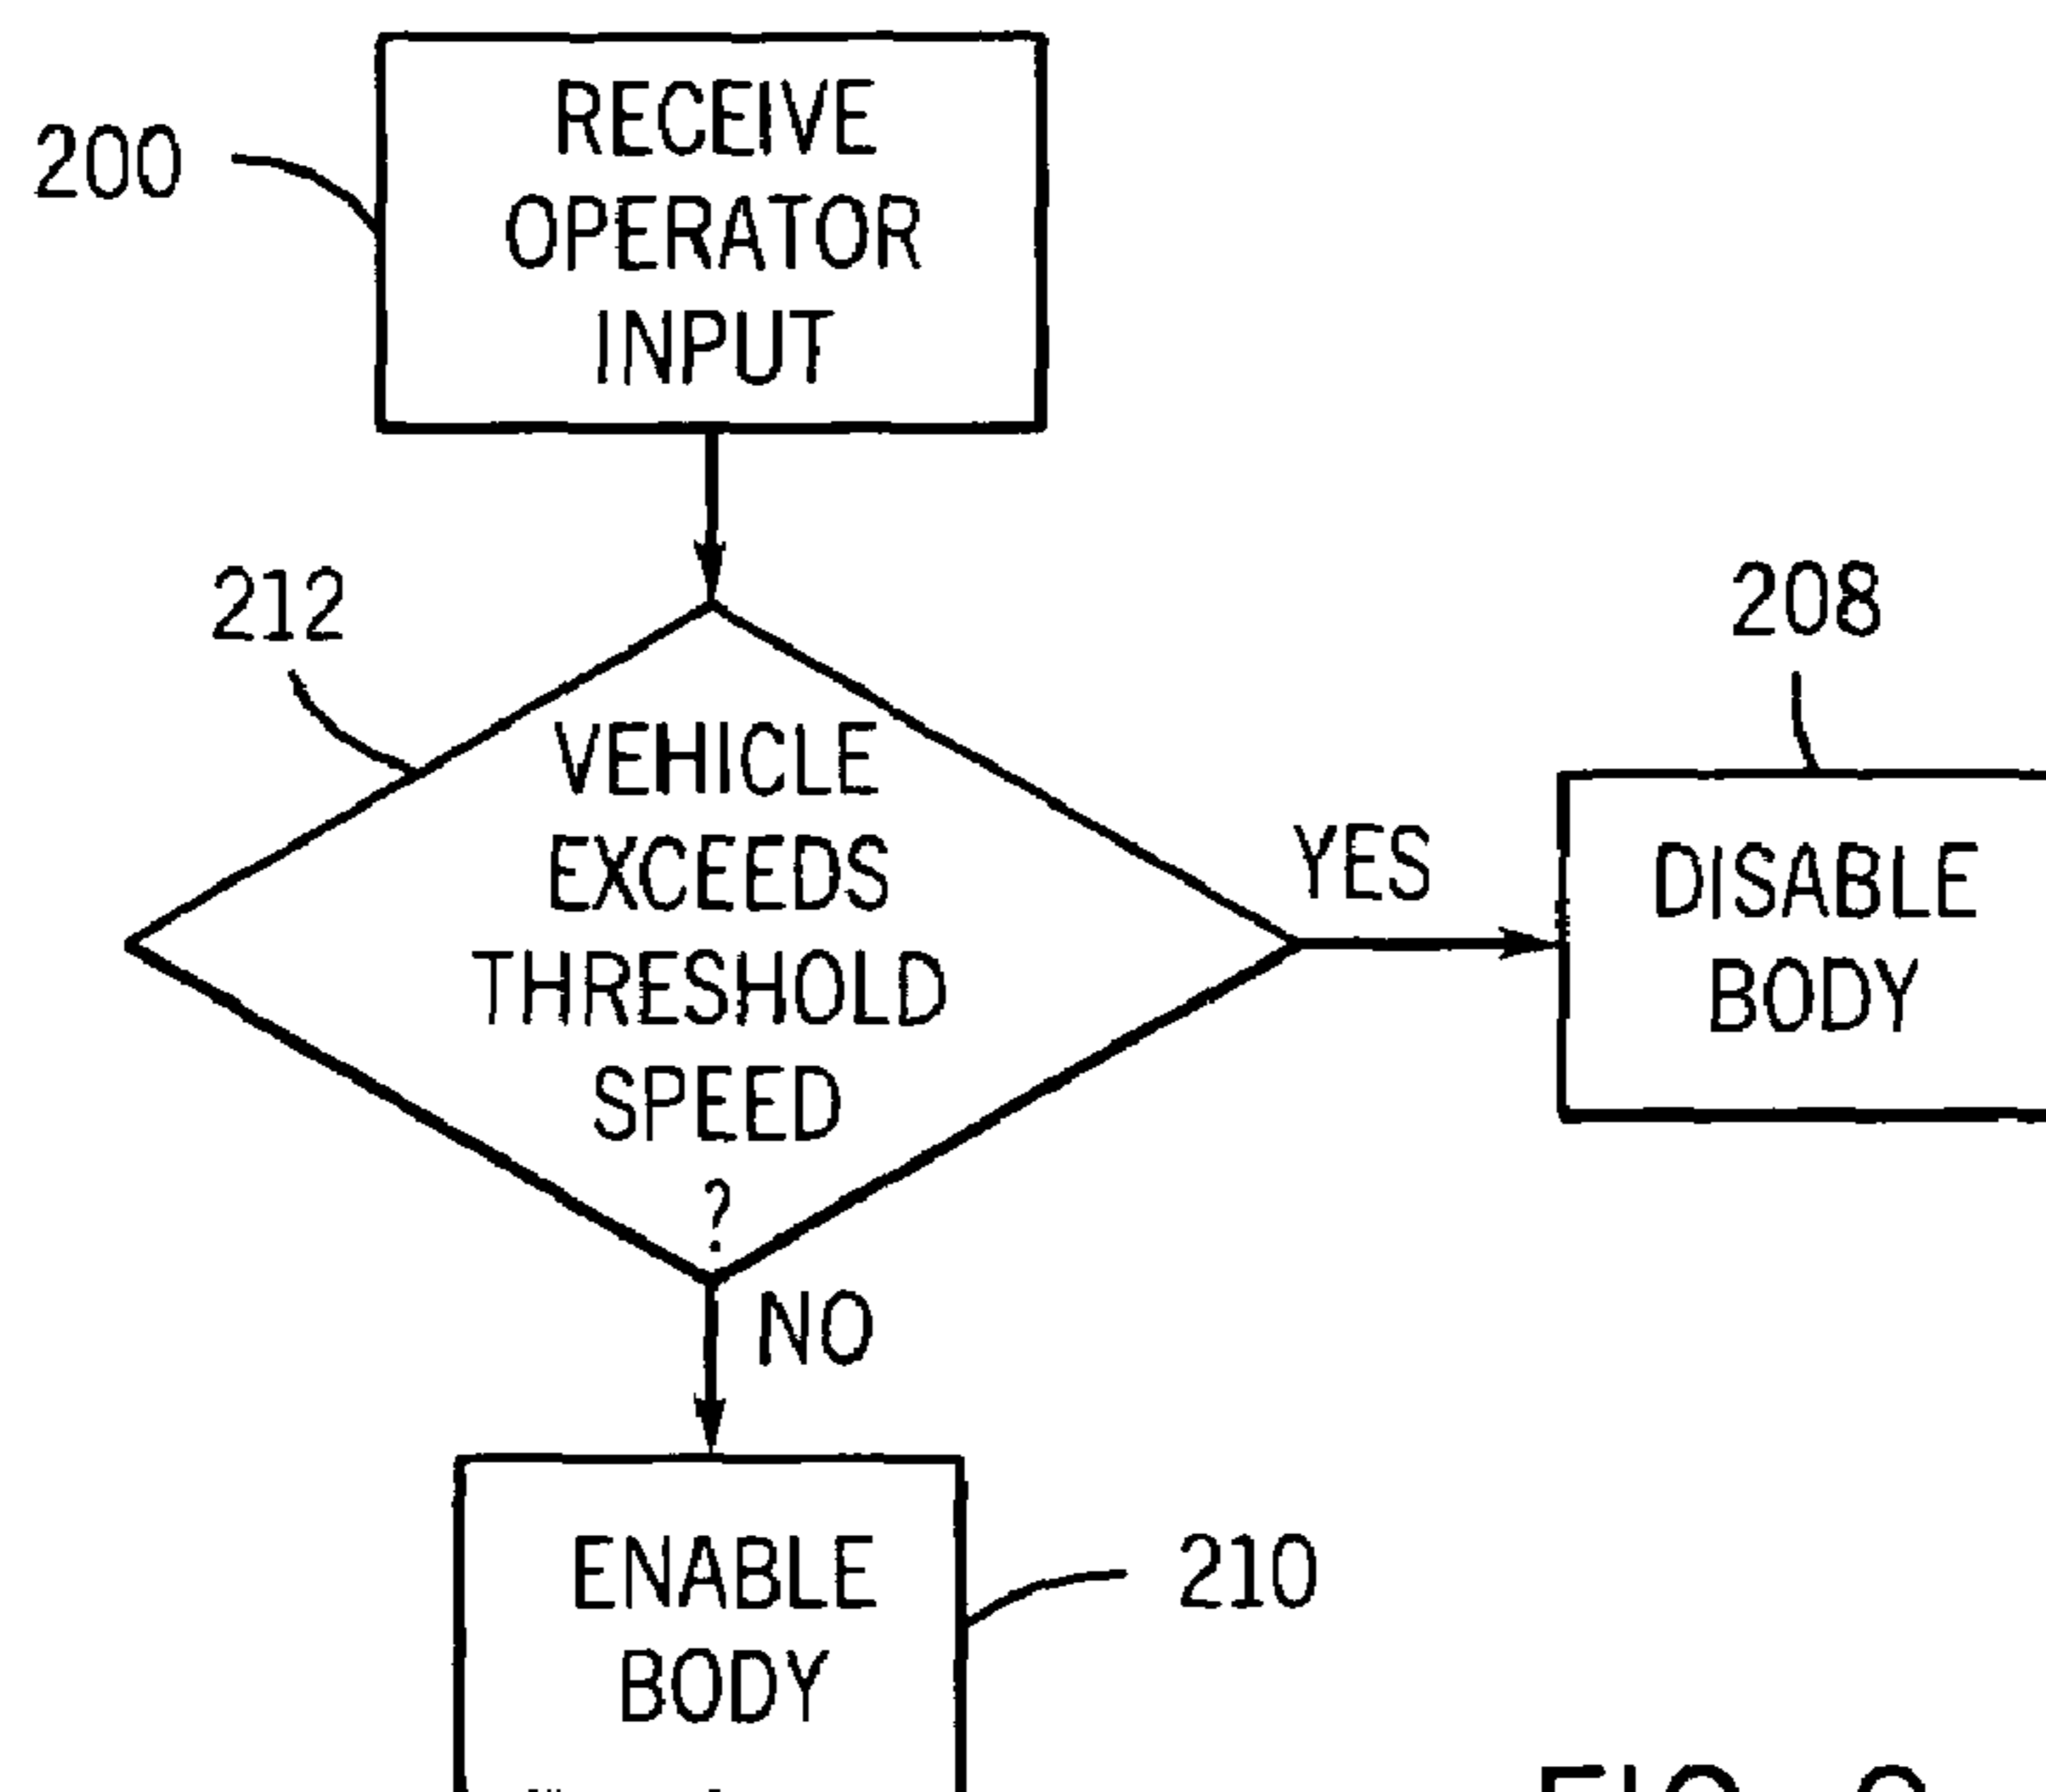 200
RECEIVE
OPERATOR
INPUT
212
VEHICLE
EXCEEDS
THRESHOLD
SPEED
?
YES
208
DISABLE
BODY
NO
ENABLE
BODY
210